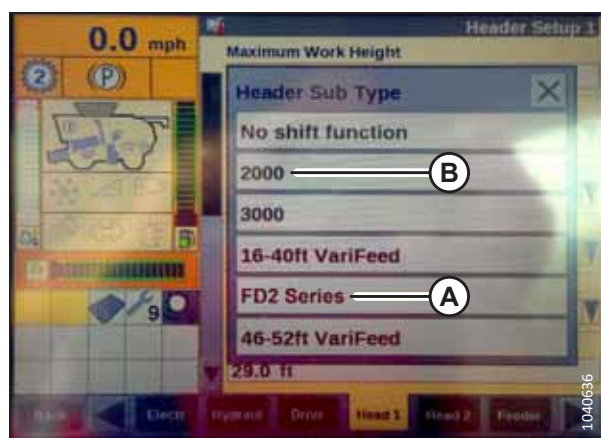 0.0 mph
Header Setup 1
Maximum Work Height
2
P
Header Sub Type
No shift function
2000
B
3000
16-40ft VariFeed
FD2 Series
A
46-52ft VariFeed
9
29.0 ft
Back
Electr
Hydraul
Drive
Head 1
Head 2
Feeder
1040636